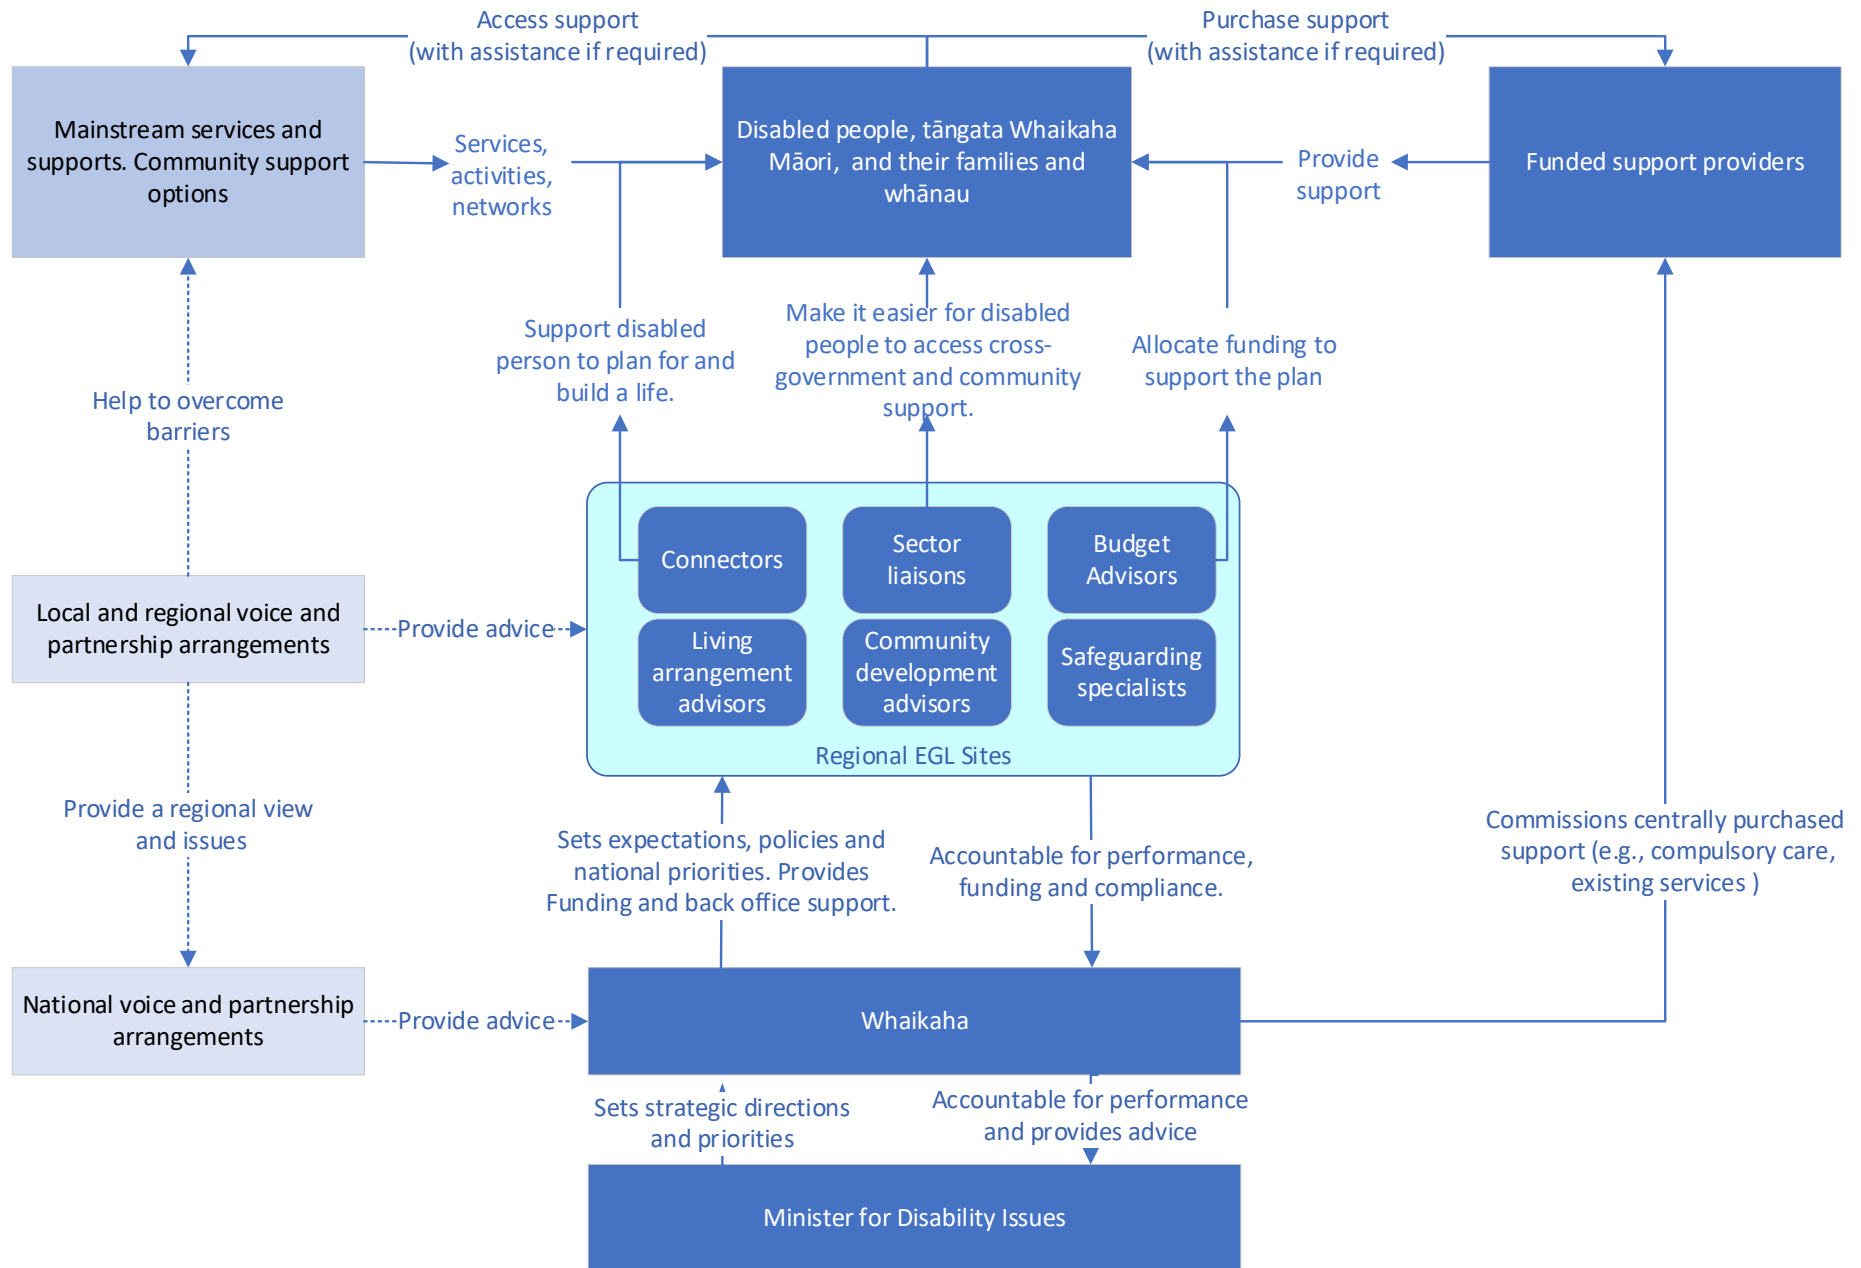 Access support
(with assistance if required)
Purchase support
(with assistance if required)
Mainstream services and
supports. Community support
options
Services,
activities,
networks
Disabled people, tāngata Whaikaha
Māori, and their families and
whānau
Provide
support
Funded support providers
Support disabled
person to plan for and
build a life.
Make it easier for disabled
people to access cross-
government and community
support.
Allocate funding to
support the plan
Help to overcome
barriers
Connectors
Sector
liaisons
Budget
Advisors
Local and regional voice and
partnership arrangements
Provide advice
Living
arrangement
advisors
Community
development
advisors
Safeguarding
specialists
Regional EGL Sites
Provide a regional view
and issues
Sets expectations, policies and
national priorities. Provides
Funding and back office support.
Accountable for performance,
funding and compliance.
Commissions centrally purchased
support (e.g., compulsory care,
existing services )
National voice and partnership
arrangements
Provide advice
Whaikaha
Sets strategic directions
and priorities
Accountable for performance
and provides advice
Minister for Disability Issues